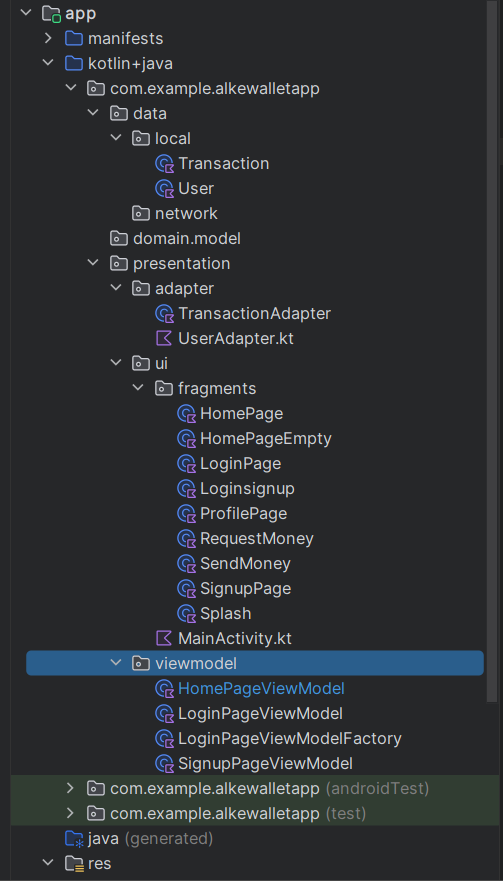 app
manifests
kotlin+java
com.example.alkewalletapp
data
local
Transaction
User
network
domain.model
presentation
adapter
TransactionAdapter
UserAdapter.kt
ui
fragments
HomePage
HomePageEmpty
LoginPage
Loginsignup
ProfilePage
RequestMoney
SendMoney
SignupPage
Splash
MainActivity.kt
viewmodel
HomePageViewModel
LoginPageViewModel
LoginPageViewModelFactory
SignupPageViewModel
com.example.alkewalletapp (androidTest)
com.example.alkewalletapp (test)
java (generated)
res